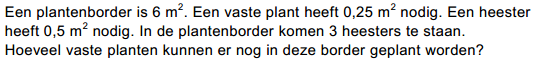 Een plantenborder is 6 m². Een vaste plant heeft 0,25 m² nodig. Een heester
heeft 0,5 m² nodig. In de plantenborder komen 3 heesters te staan.
Hoeveel vaste planten kunnen er nog in deze border geplant worden?